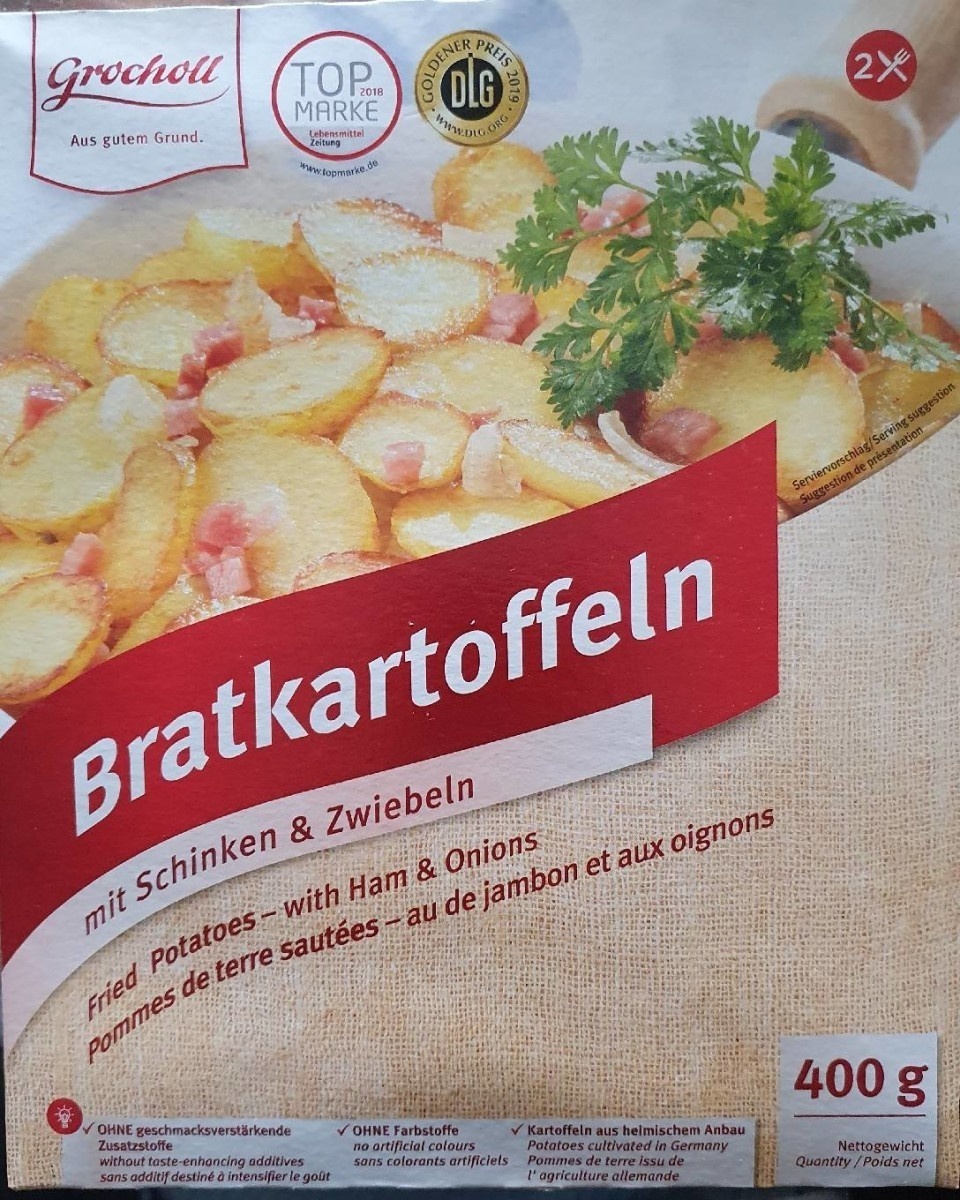 Grocholl
Aus gutem Grund.
TOP
2018
MARKE
Lebensmittel
Zeitung
www.topmarke.de
GOLDENER PREIS 2019
DLG
WWW.DLG.ORG
2
Serviervorschlag/Serving suggestion
Suggestion de présentation
Bratkartoffeln
mit Schinken & Zwiebeln
Fried Potatoes – with Ham & Onions
Pommes de terre sautées – au de jambon et aux oignons
400 g
Nettogewicht
Quantity / Poids net
✓ OHNE geschmacksverstärkende
Zusatzstoffe
without taste-enhancing additives
sans additif destiné à intensifier le goût
✓ OHNE Farbstoffe
no artificial colours
sans colorants artificiels
✓ Kartoffeln aus heimischem Anbau
Potatoes cultivated in Germany
Pommes de terre issu de
l' agriculture allemande